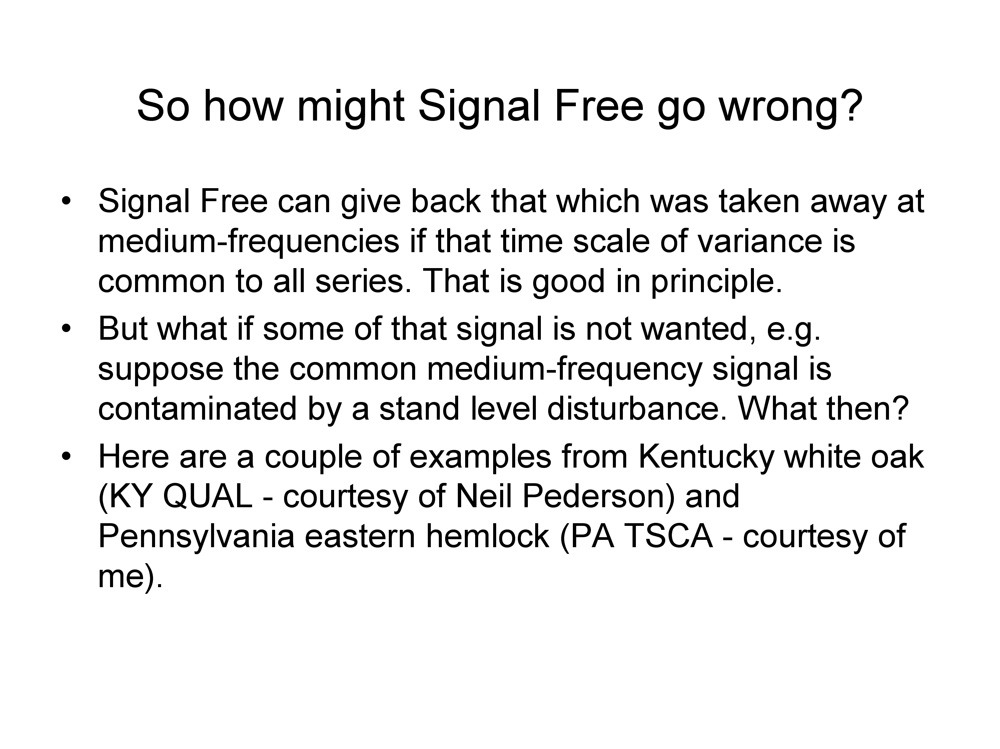 So how might Signal Free go wrong?
• Signal Free can give back that which was taken away at
medium-frequencies if that time scale of variance is
common to all series. That is good in principle.
• But what if some of that signal is not wanted, e.g.
suppose the common medium-frequency signal is
contaminated by a stand level disturbance. What then?
• Here are a couple of examples from Kentucky white oak
(KY QUAL - courtesy of Neil Pederson) and
Pennsylvania eastern hemlock (PA TSCA - courtesy of
me).